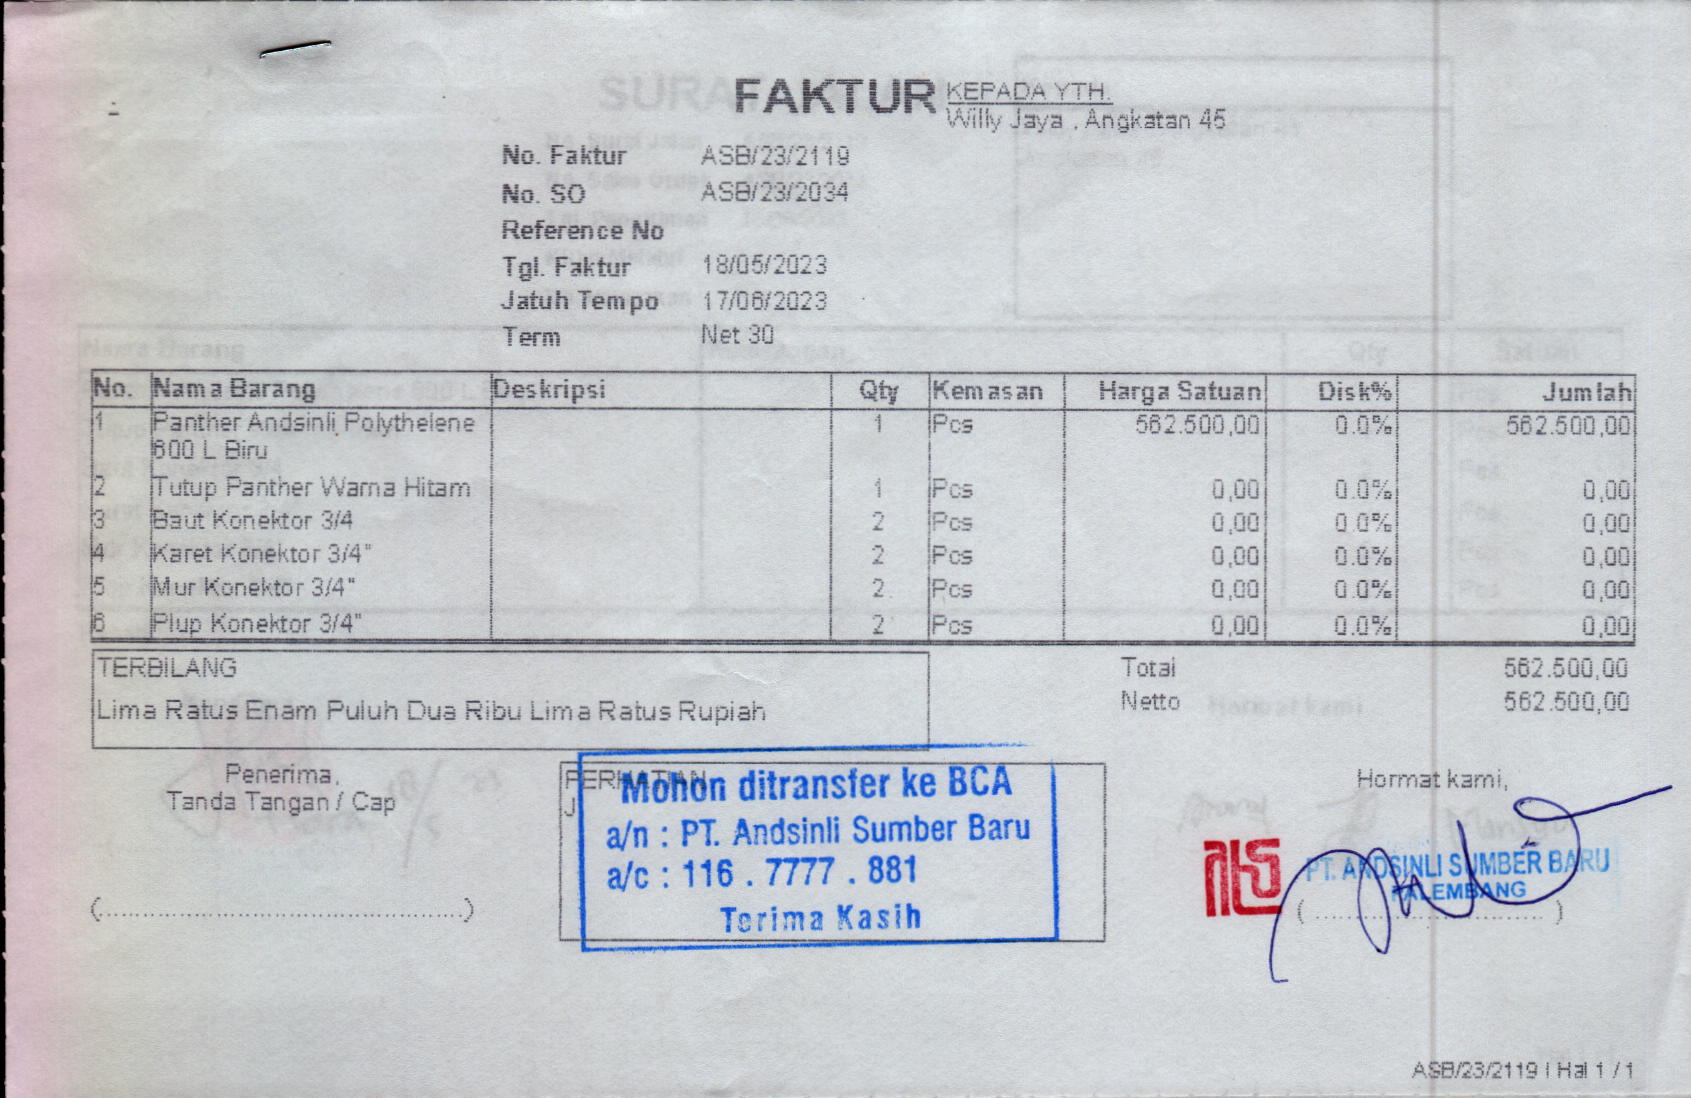 FAKTUR
KEPADA YTH.
Willy Jaya , Angkatan 45
No. Faktur ASB/23/2119
No. SO ASB/23/2034
Reference No
Tgl. Faktur 18/05/2023
Jatuh Tempo 17/06/2023
Term Net 30
No. Nama Barang Deskripsi Qty Kemasan Harga Satuan Disk% Jumlah
1 Panther Andsinli Polythelene 1 Pcs 562.500,00 0.0% 562.500,00
600 L Biru
2 Tutup Panther Warna Hitam 1 Pcs 0,00 0.0% 0,00
3 Baut Konektor 3/4 2 Pcs 0,00 0.0% 0,00
4 Karet Konektor 3/4" 2 Pcs 0,00 0.0% 0,00
5 Mur Konektor 3/4" 2 Pcs 0,00 0.0% 0,00
6 Plup Konektor 3/4" 2 Pcs 0,00 0.0% 0,00
TERBILANG
Lima Ratus Enam Puluh Dua Ribu Lima Ratus Rupiah
Total 562.500,00
Netto 562.500,00
Penerima,
Tanda Tangan / Cap
(............................................)
PERHATIAN
Mohon ditransfer ke BCA
a/n : PT. Andsinli Sumber Baru
a/c : 116 . 7777 . 881
Terima Kasih
Hormat kami,
PT. ANDSINLI SUMBER BARU
PALEMBANG
(............................)
ASB/23/2119 | Hal 1 / 1